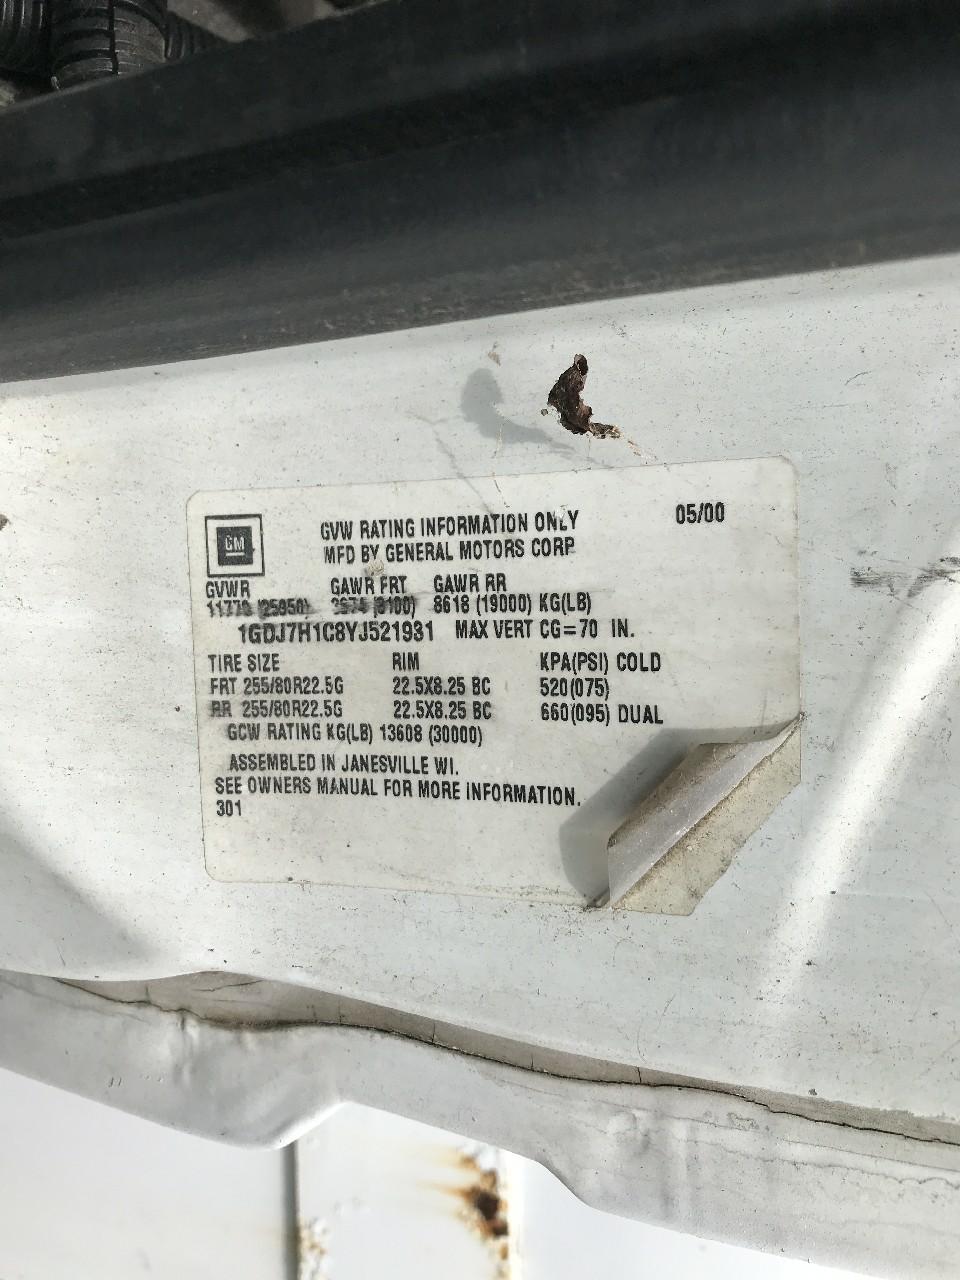 GM
GVW RATING INFORMATION ONLY 05/00
MFD BY GENERAL MOTORS CORP
GVWR GAWR FRT GAWR RR
8618 (19000) KG(LB)
1GDJ7H1C8YJ521931 MAX VERT CG=70 IN.
TIRE SIZE RIM KPA(PSI) COLD
FRT 255/80R22.5G 22.5X8.25 BC 520(075)
RR 255/80R22.5G 22.5X8.25 BC 660(095) DUAL
GCW RATING KG(LB) 13608 (30000)
ASSEMBLED IN JANESVILLE WI.
SEE OWNERS MANUAL FOR MORE INFORMATION.
301